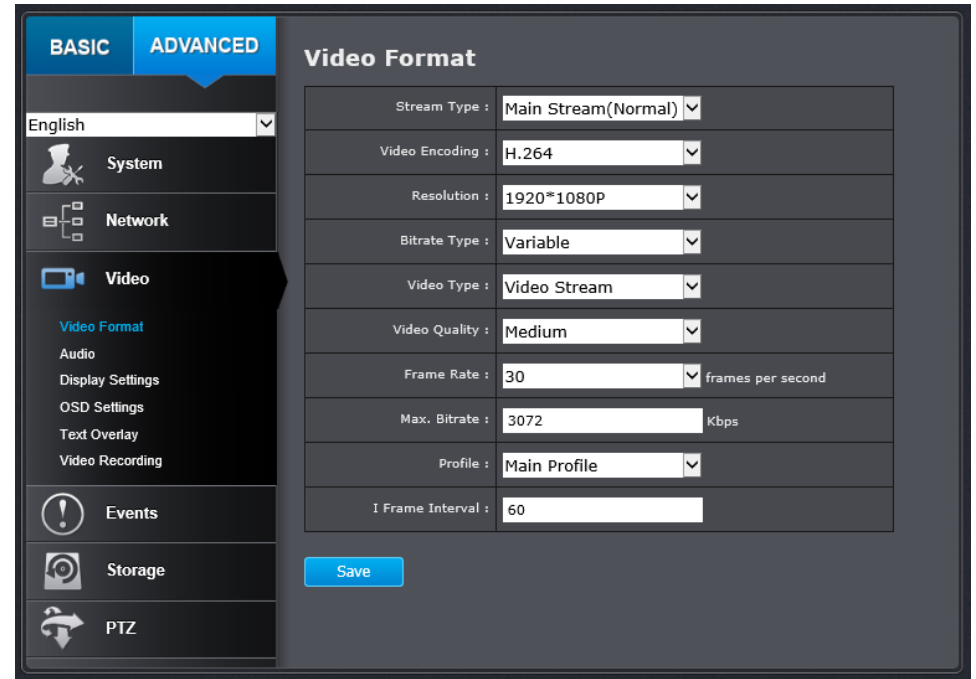 BASIC
ADVANCED
English
System
Network
Video
Video Format
Audio
Display Settings
OSD Settings
Text Overlay
Video Recording
Events
Storage
PTZ
Video Format
Stream Type : Main Stream(Normal)
Video Encoding : H.264
Resolution : 1920*1080P
Bitrate Type : Variable
Video Type : Video Stream
Video Quality : Medium
Frame Rate : 30 frames per second
Max. Bitrate : 3072 Kbps
Profile : Main Profile
I Frame Interval : 60
Save